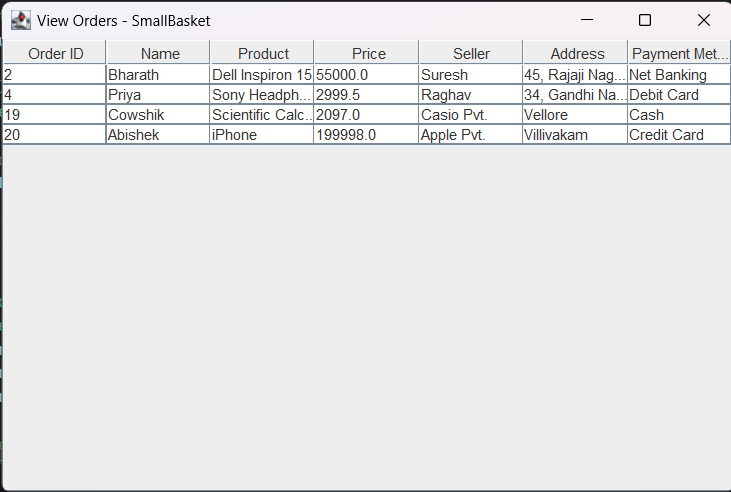 View Orders - SmallBasket
Order ID Name Product Price Seller Address Payment Met...
2 Bharath Dell Inspiron 15 55000.0 Suresh 45, Rajaji Nag... Net Banking
4 Priya Sony Headph... 2999.5 Raghav 34, Gandhi Na... Debit Card
19 Cowshik Scientific Calc... 2097.0 Casio Pvt. Vellore Cash
20 Abishek iPhone 199998.0 Apple Pvt. Villivakam Credit Card